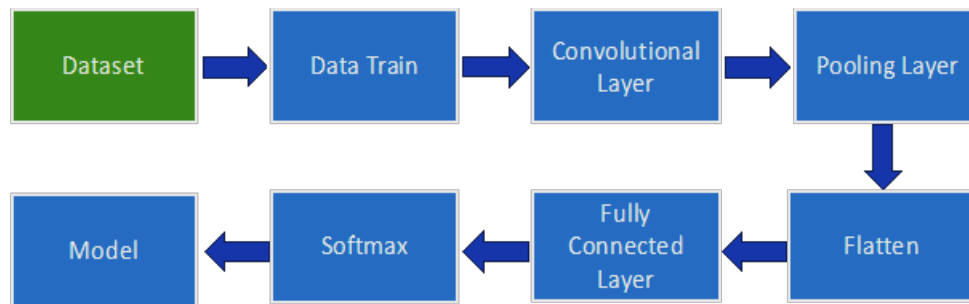 Dataset
Data Train
Convolutional
Layer
Pooling Layer
Flatten
Fully
Connected
Layer
Softmax
Model